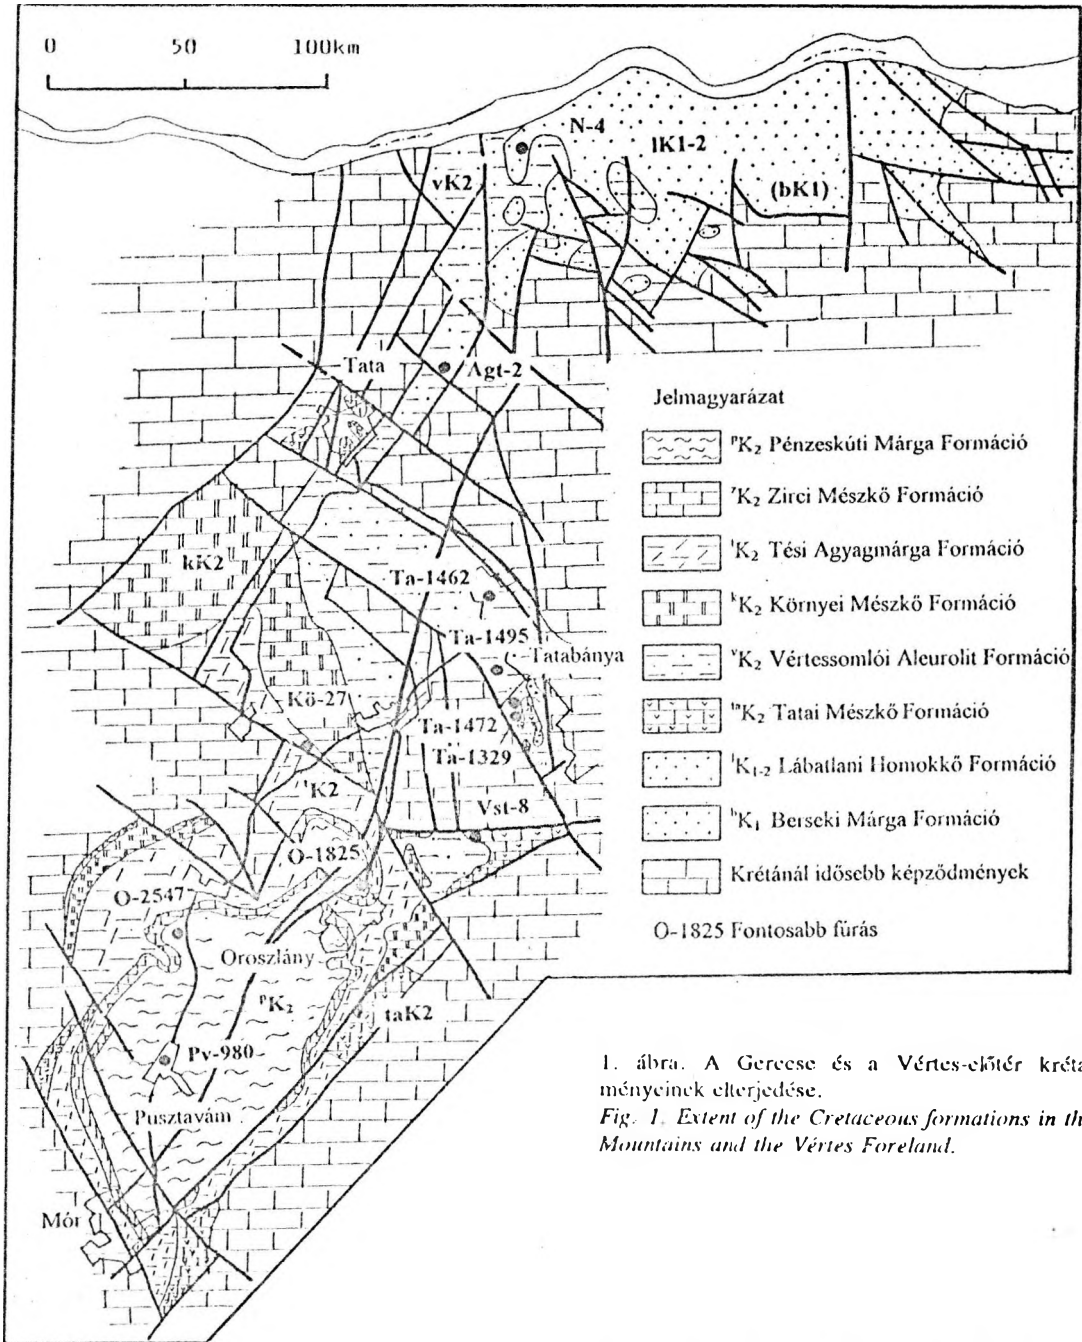 0 50 100km
N-4
lK1-2
vK2
(bK1)
Tata
Agt-2
kK2
Ta-1462
Ta-1495
Tatabánya
Kö-27
Ta-1472
Ta-1329
ᵗK2
Vst-8
O-1825
O-2547
Oroszlány
ᵖK₂
taK2
Pv-980
Pusztavám
Mór
Jelmagyarázat
ᵖK₂ Pénzeskúti Márga Formáció
ᶻK₂ Zirci Mészkő Formáció
ᵗK₂ Tési Agyagmárga Formáció
ᵏK₂ Környei Mészkő Formáció
ᵛK₂ Vértessomlói Aleurolit Formáció
ᵗᵃK₂ Tatai Mészkő Formáció
ˡK₁₋₂ Lábatlani Homokkő Formáció
ᵇK₁ Berseki Márga Formáció
Krétánál idősebb képződmények
O-1825 Fontosabb fúrás
1. ábra. A Gerecse és a Vértes-előtér kréta
ményeinek elterjedése.
Fig. 1. Extent of the Cretaceous formations in th
Mountains and the Vértes Foreland.